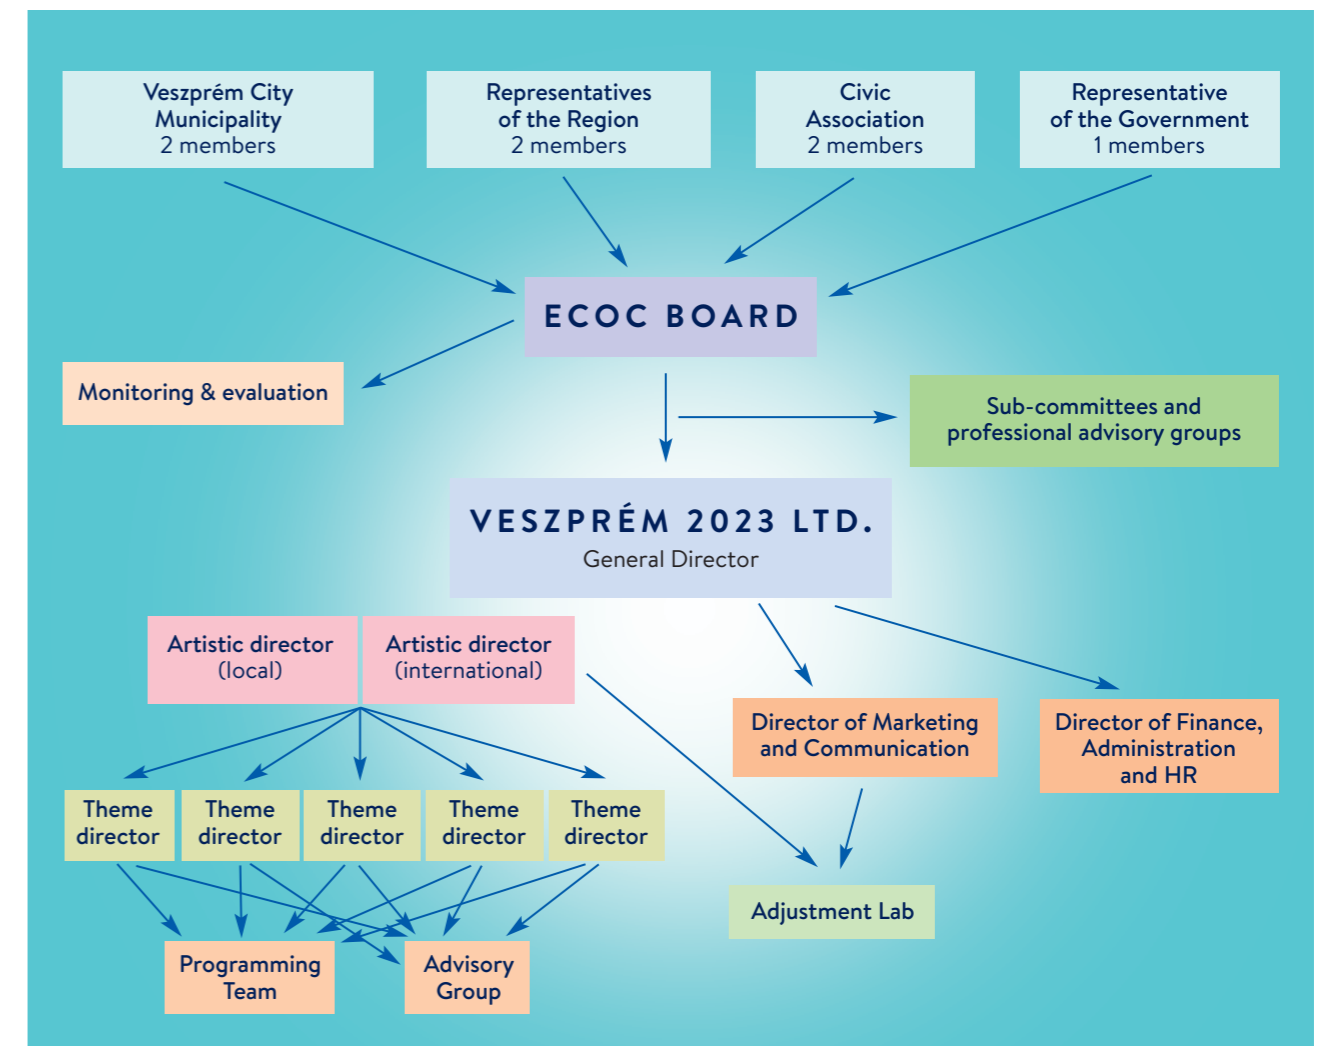 Veszprém City
Municipality
2 members
Representatives
of the Region
2 members
Civic
Association
2 members
Representative
of the Government
1 members
ECOC BOARD
Monitoring & evaluation
Sub-committees and
professional advisory groups
VESZPRÉM 2023 LTD.
General Director
Artistic director
(local)
Artistic director
(international)
Director of Marketing
and Communication
Director of Finance,
Administration
and HR
Theme
director
Theme
director
Theme
director
Theme
director
Theme
director
Adjustment Lab
Programming
Team
Advisory
Group